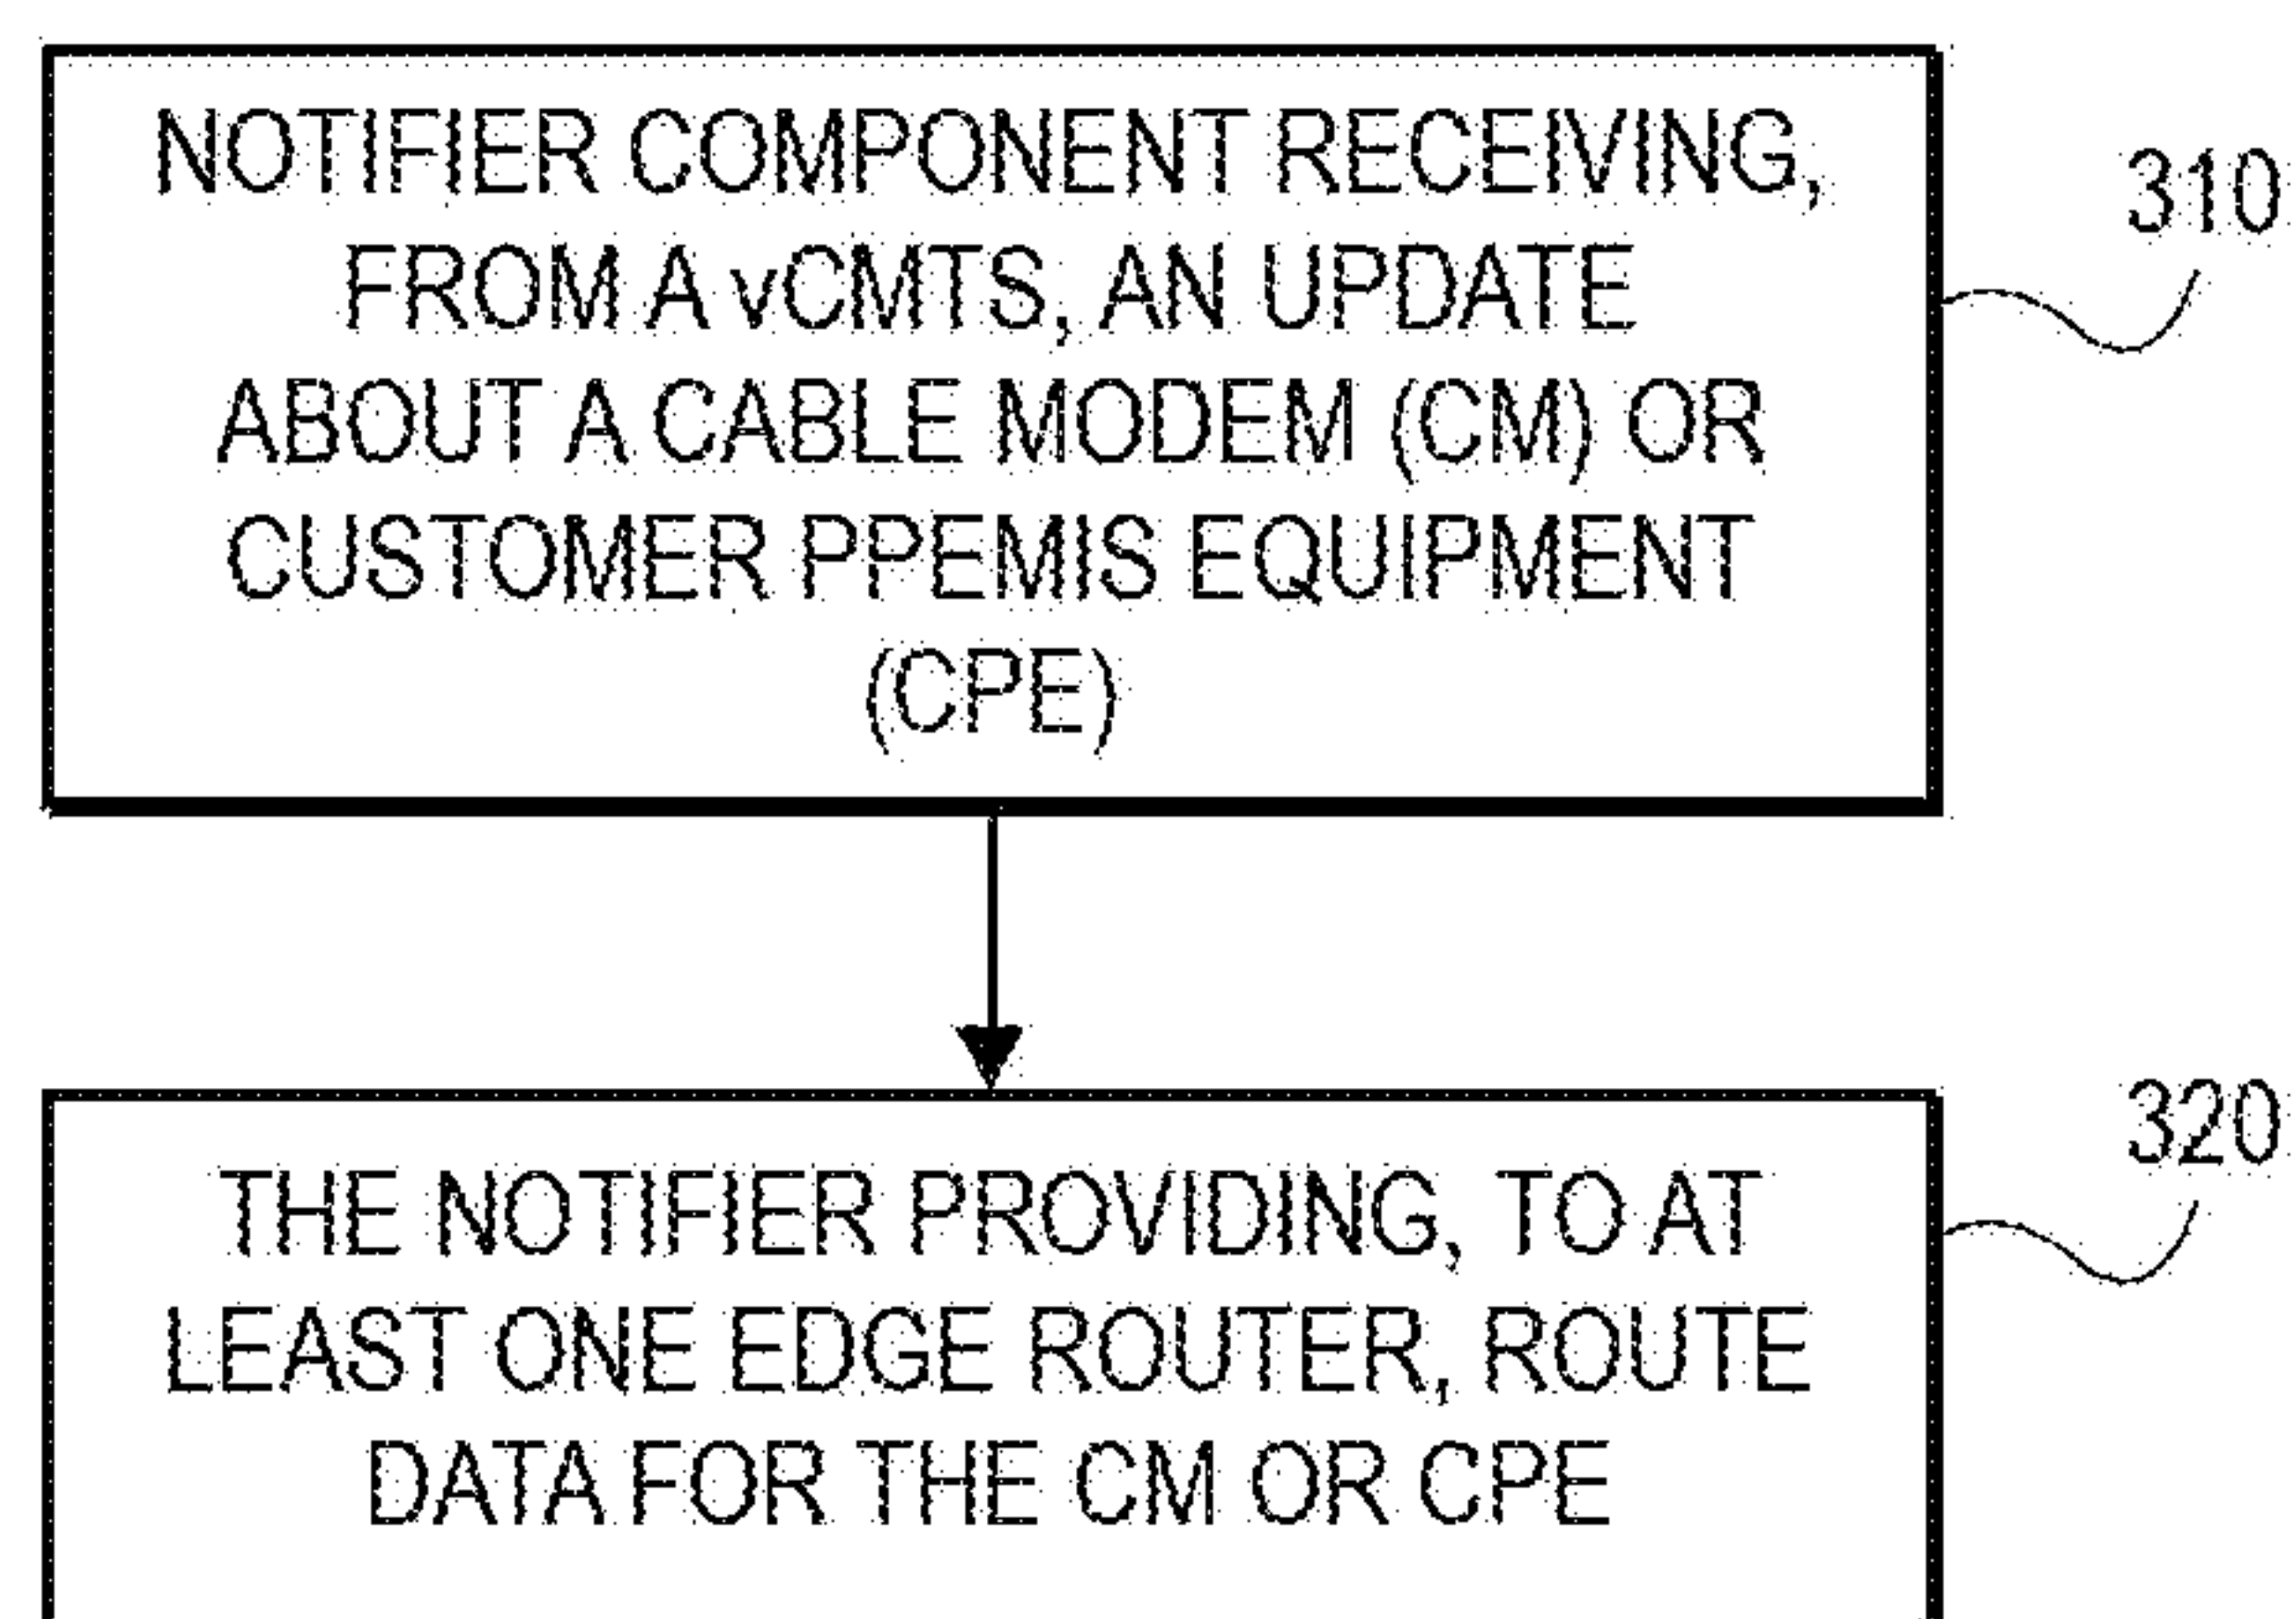 NOTIFIER COMPONENT RECEIVING,
FROM A vCMTS, AN UPDATE
ABOUT A CABLE MODEM (CM) OR
CUSTOMER PPEMIS EQUIPMENT
(CPE)
310
THE NOTIFIER PROVIDING, TO AT
LEAST ONE EDGE ROUTER, ROUTE
DATA FOR THE CM OR CPE
320